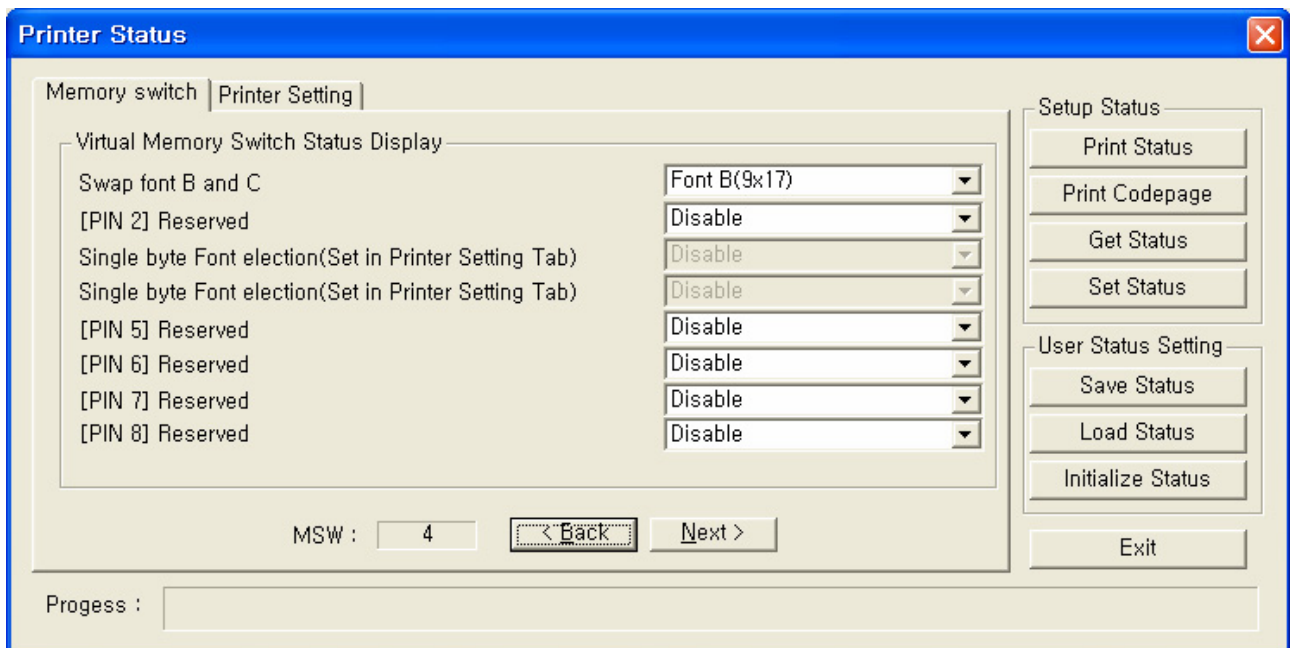 Printer Status
Memory switch
Printer Setting
Virtual Memory Switch Status Display
Swap font B and C Font B(9x17)
[PIN 2] Reserved Disable
Single byte Font election(Set in Printer Setting Tab) Disable
Single byte Font election(Set in Printer Setting Tab) Disable
[PIN 5] Reserved Disable
[PIN 6] Reserved Disable
[PIN 7] Reserved Disable
[PIN 8] Reserved Disable
MSW : 4 < Back Next >
Setup Status
Print Status
Print Codepage
Get Status
Set Status
User Status Setting
Save Status
Load Status
Initialize Status
Exit
Progess :